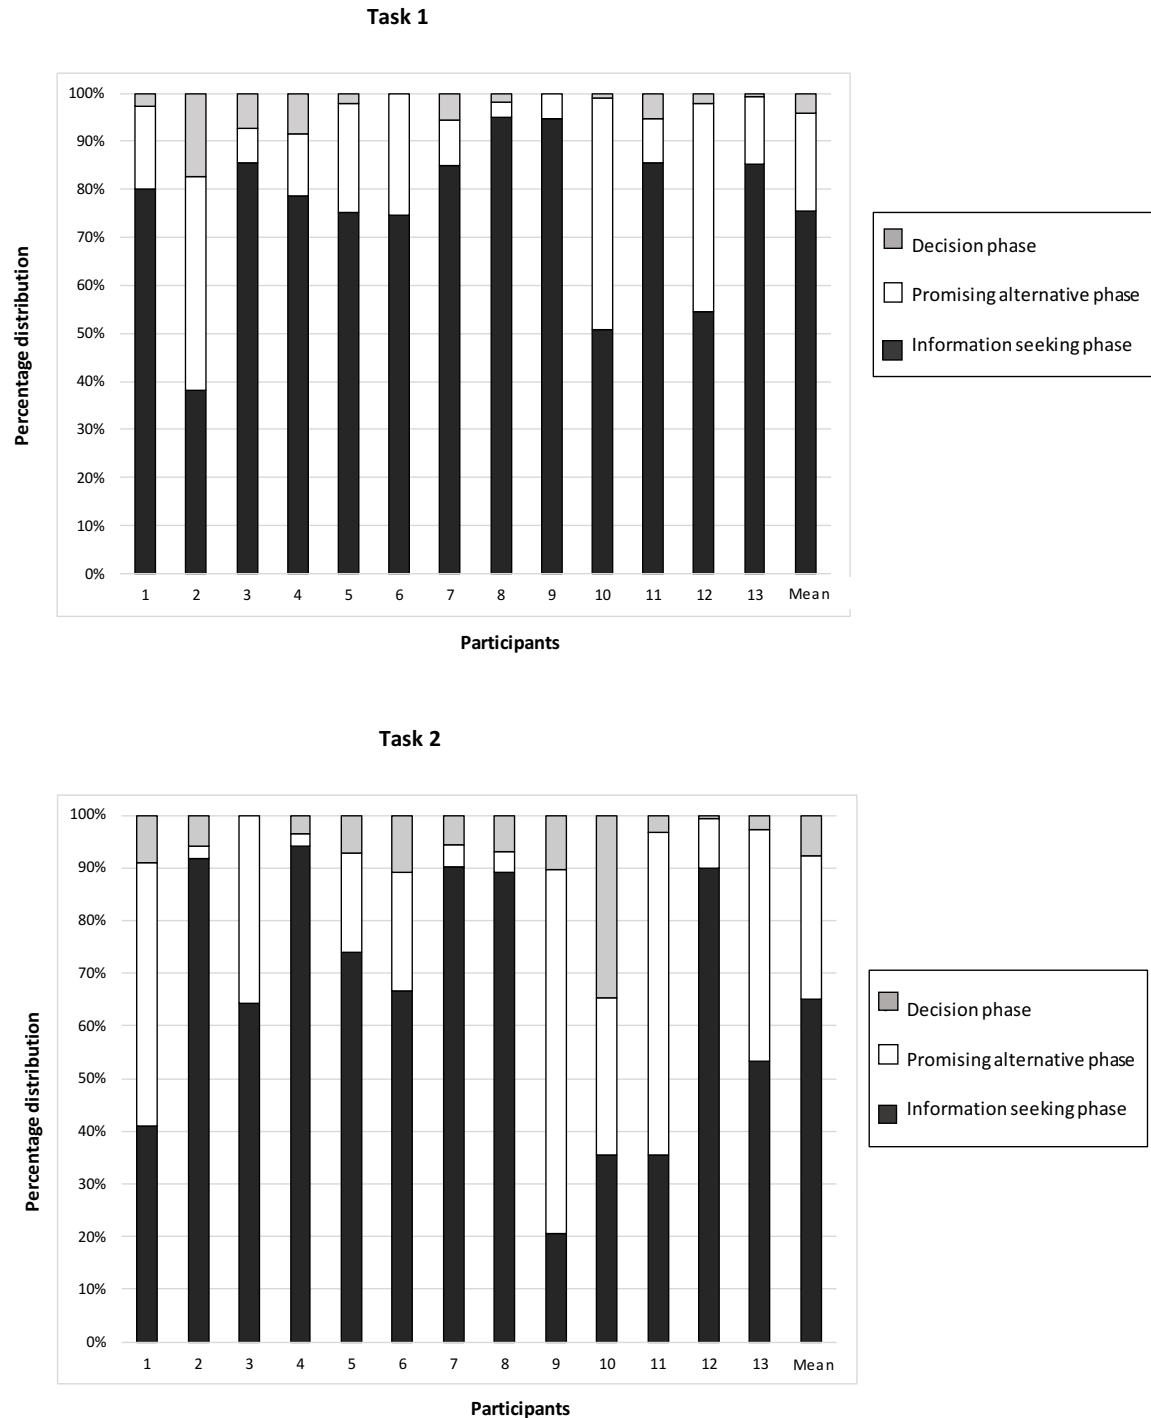 Task 1
100%
90%
80%
70%
60%
50%
40%
30%
20%
10%
0%
Percentage distribution
1 2 3 4 5 6 7 8 9 10 11 12 13 Mean
Participants
Decision phase
Promising alternative phase
Information seeking phase
Task 2
100%
90%
80%
70%
60%
50%
40%
30%
20%
10%
0%
Percentage distribution
1 2 3 4 5 6 7 8 9 10 11 12 13 Mean
Participants
Decision phase
Promising alternative phase
Information seeking phase